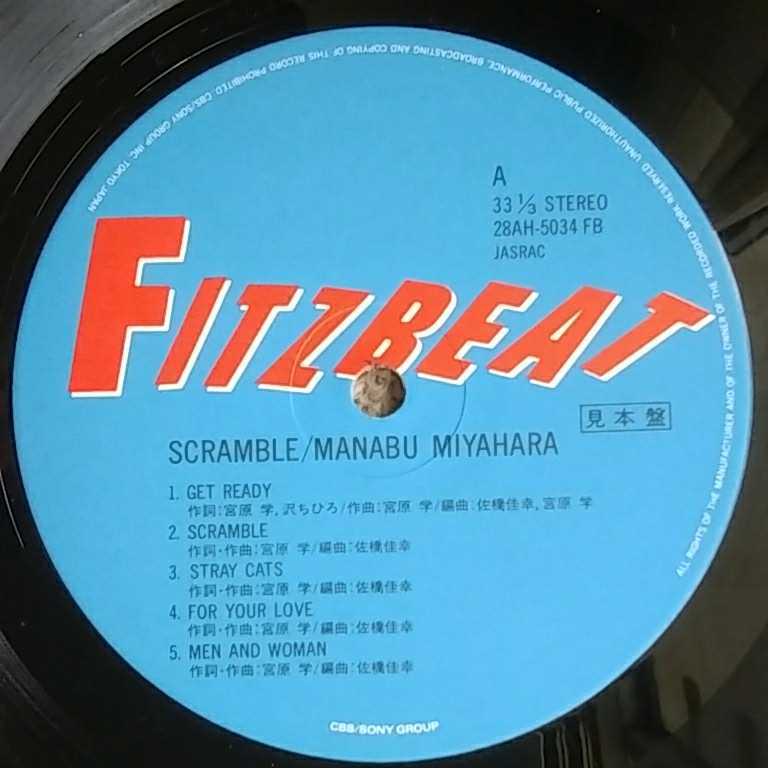 ALL RIGHTS OF THE MANUFACTURER AND OF THE OWNER OF THE RECORDED WORK RESERVED. UNAUTHORIZED PUBLIC PERFORMANCE, BROADCASTING AND COPYING OF THIS RECORD PROHIBITED. CBS/SONY GROUP INC. TOKYO JAPAN
A
33 1/3 STEREO
28AH-5034 FB
JASRAC
FITZBEAT
見本盤
SCRAMBLE/MANABU MIYAHARA
1. GET READY
作詞:宮原 学,沢ちひろ/作曲:宮原 学/編曲:佐橋佳幸,宮原 学
2. SCRAMBLE
作詞・作曲:宮原 学/編曲:佐橋佳幸
3. STRAY CATS
作詞・作曲:宮原 学/編曲:佐橋佳幸
4. FOR YOUR LOVE
作詞・作曲:宮原 学/編曲:佐橋佳幸
5. MEN AND WOMAN
作詞・作曲:宮原 学/編曲:佐橋佳幸
CBS/SONY GROUP